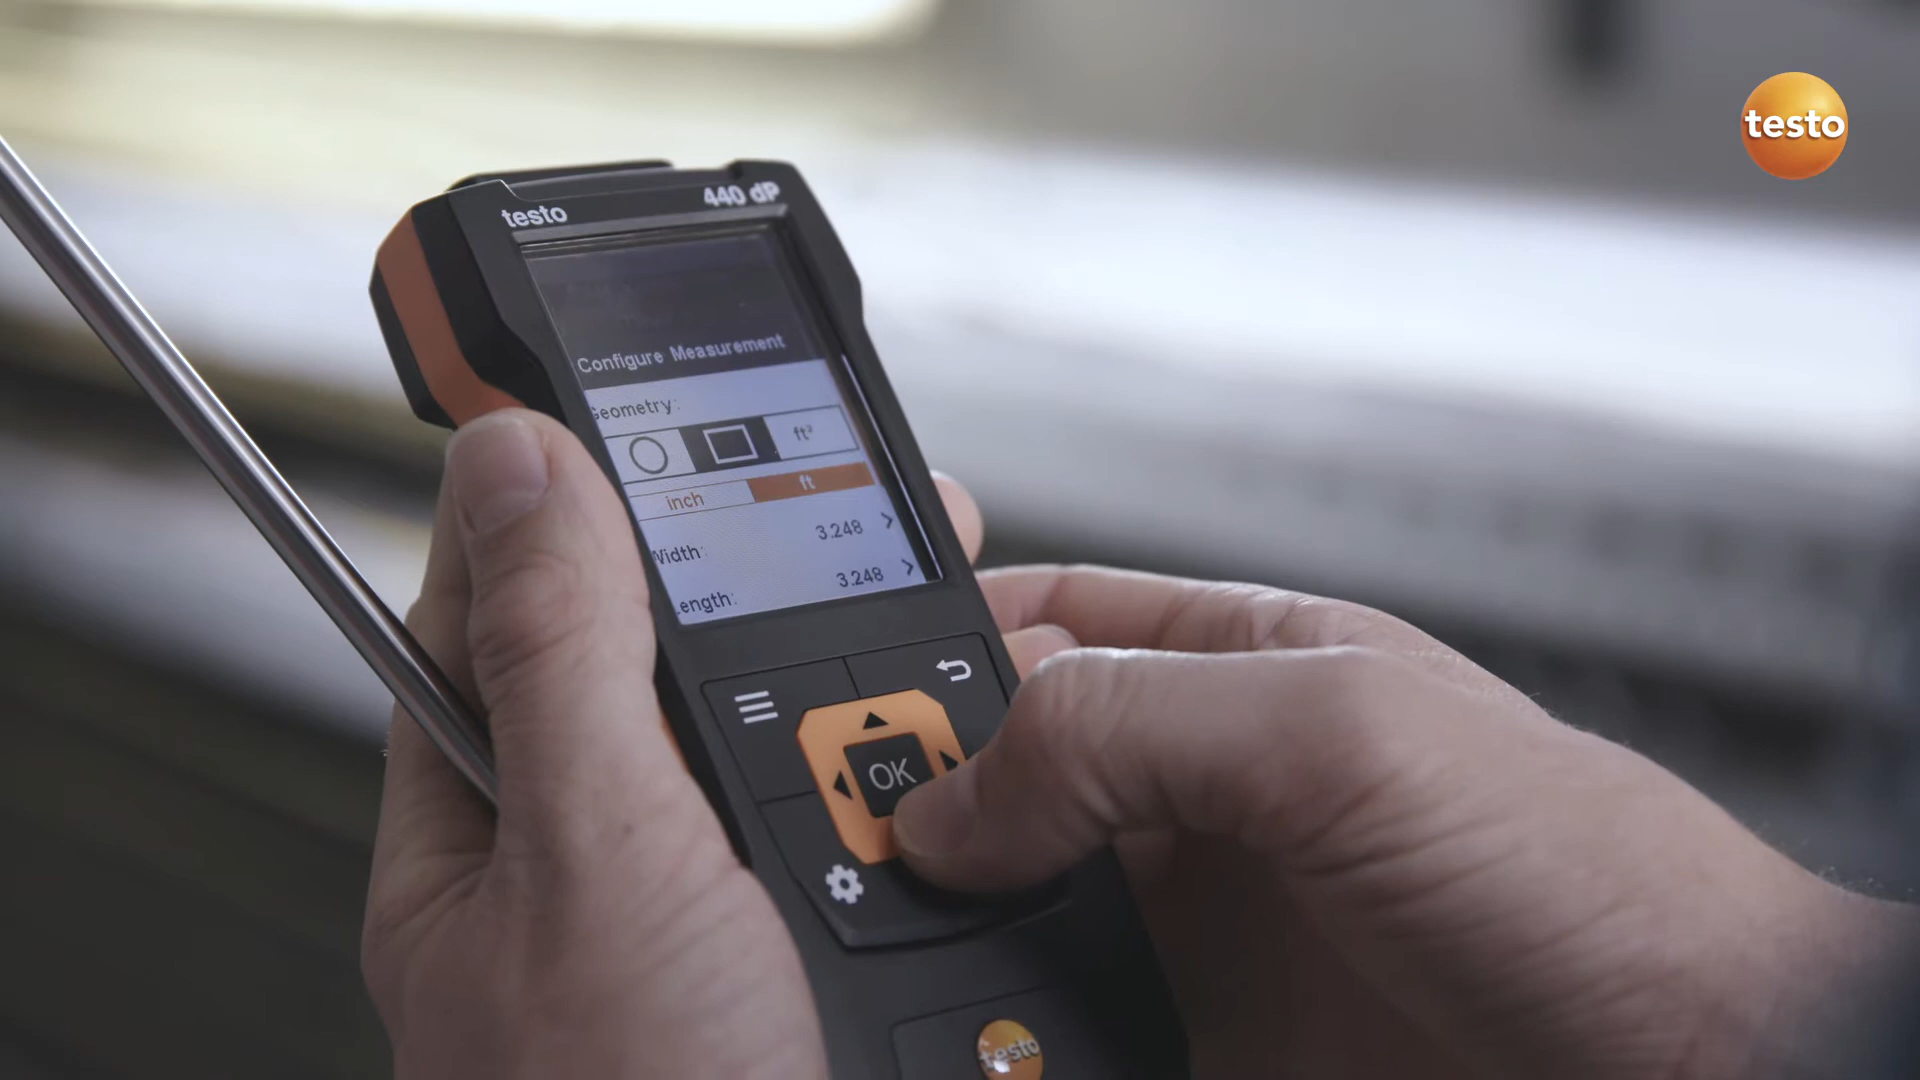 testo
testo 440 dP
Configure Measurement
Geometry:
ft²
inch ft
Width: 3.248
Length: 3.248
OK
testo